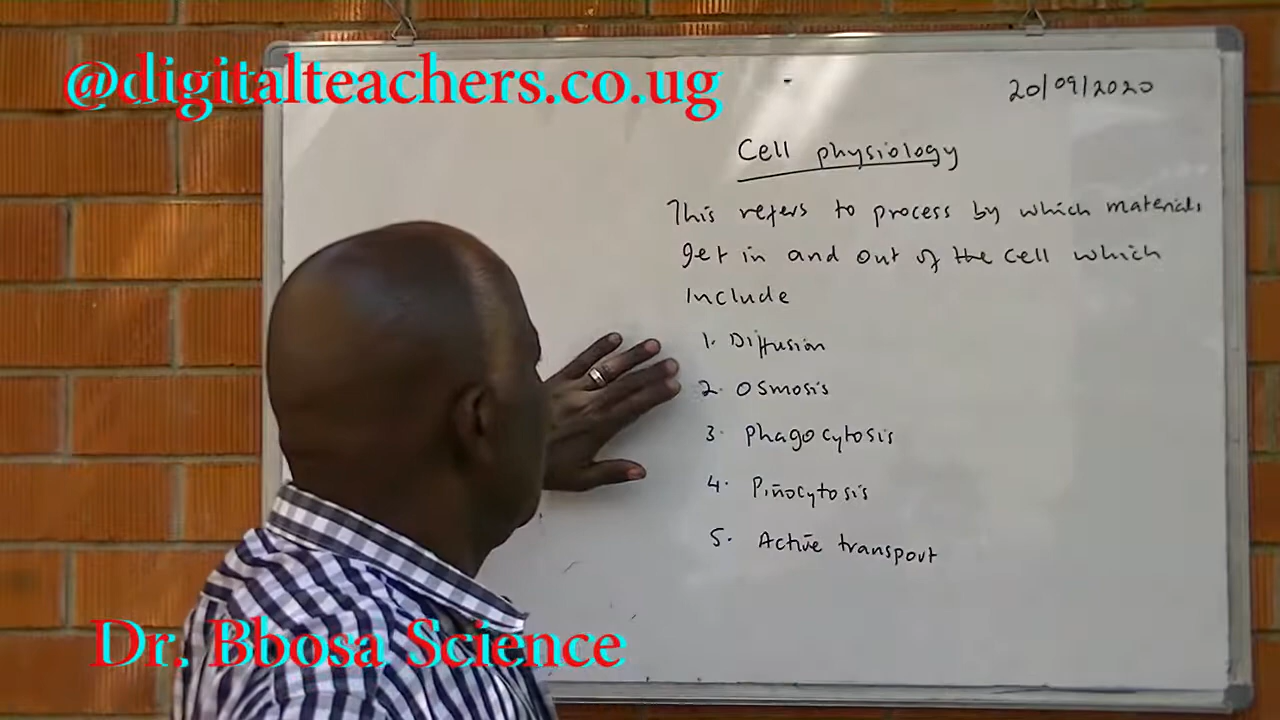 @digitalteachers.co.ug
20/09/2020
Cell physiology
This refers to process by which materials
get in and out of the cell which
Include
1. Diffusion
2. Osmosis
3. Phagocytosis
4. Pinocytosis
5. Active transport
Dr. Bbosa Science